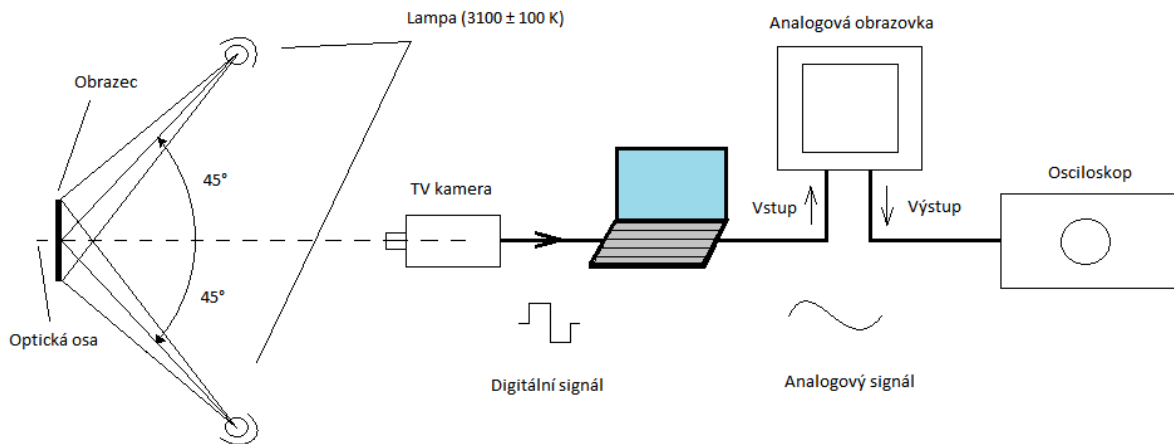 Lampa (3100 ± 100 K)
Analogová obrazovka
Obrazec
45°
TV kamera
Osciloskop
Vstup
Výstup
45°
Optická osa
Digitální signál
Analogový signál